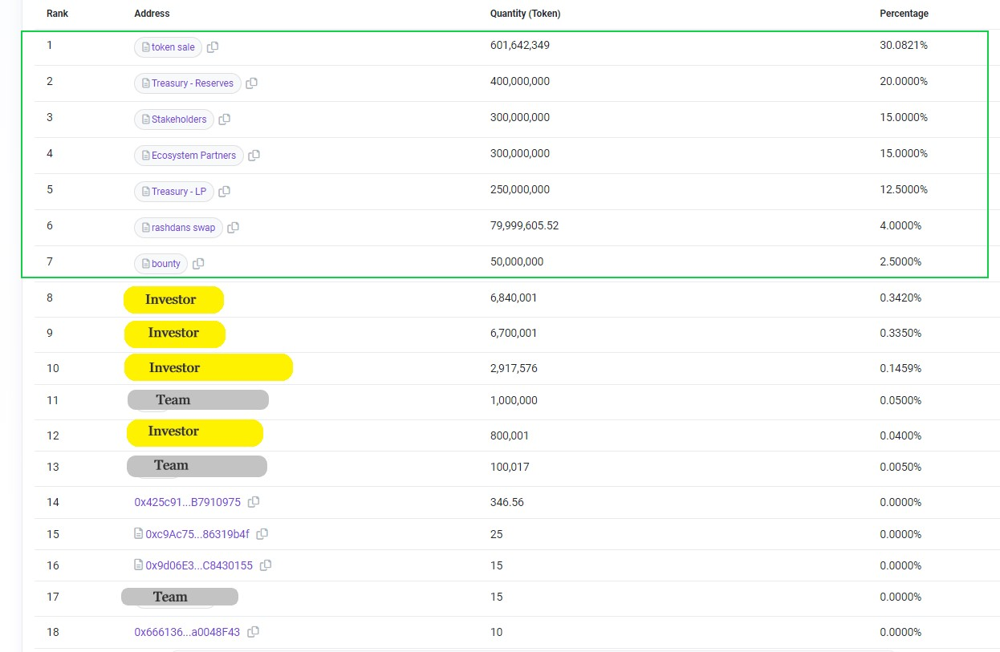 Rank Address Quantity (Token) Percentage
1 token sale 601,642,349 30.0821%
2 Treasury - Reserves 400,000,000 20.0000%
3 Stakeholders 300,000,000 15.0000%
4 Ecosystem Partners 300,000,000 15.0000%
5 Treasury - LP 250,000,000 12.5000%
6 rashdans swap 79,999,605.52 4.0000%
7 bounty 50,000,000 2.5000%
8 Investor 6,840,001 0.3420%
9 Investor 6,700,001 0.3350%
10 Investor 2,917,576 0.1459%
11 Team 1,000,000 0.0500%
12 Investor 800,001 0.0400%
13 Team 100,017 0.0050%
14 0x425c91...B7910975 346.56 0.0000%
15 0xc9Ac75...86319b4f 25 0.0000%
16 0x9d06E3...C8430155 15 0.0000%
17 Team 15 0.0000%
18 0x666136...a0048F43 10 0.0000%